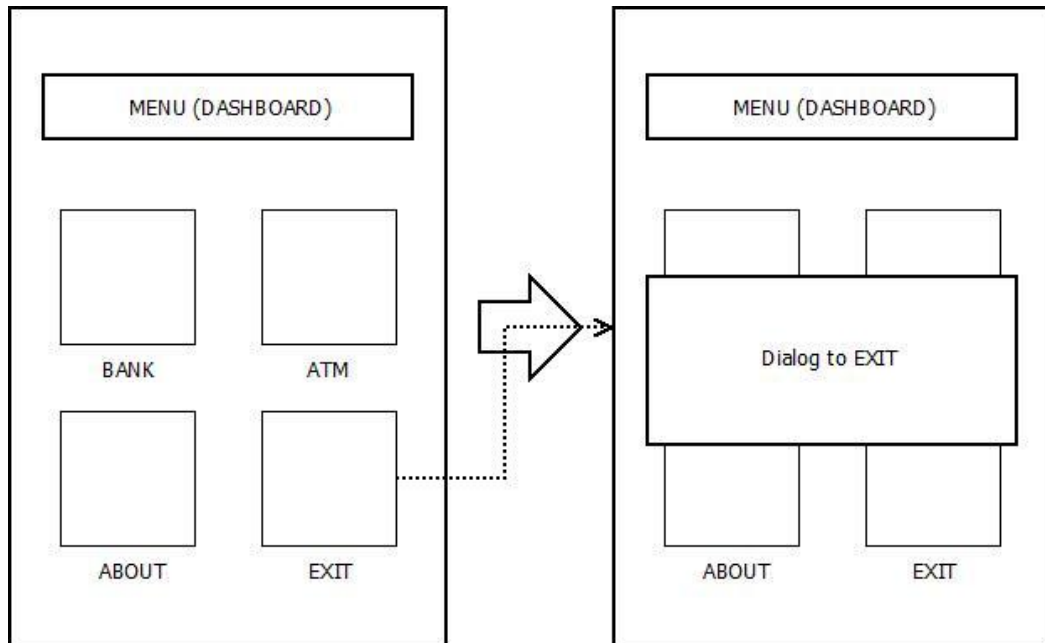 MENU (DASHBOARD)
BANK
ATM
ABOUT
EXIT
MENU (DASHBOARD)
Dialog to EXIT
ABOUT
EXIT